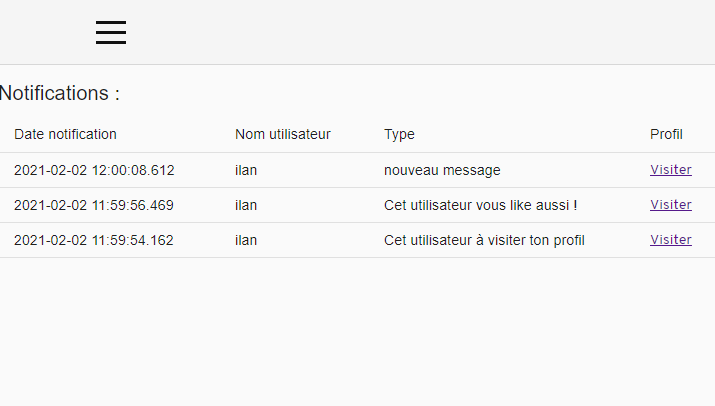 Notifications :
Date notification Nom utilisateur Type Profil
2021-02-02 12:00:08.612 ilan nouveau message Visiter
2021-02-02 11:59:56.469 ilan Cet utilisateur vous like aussi ! Visiter
2021-02-02 11:59:54.162 ilan Cet utilisateur à visiter ton profil Visiter